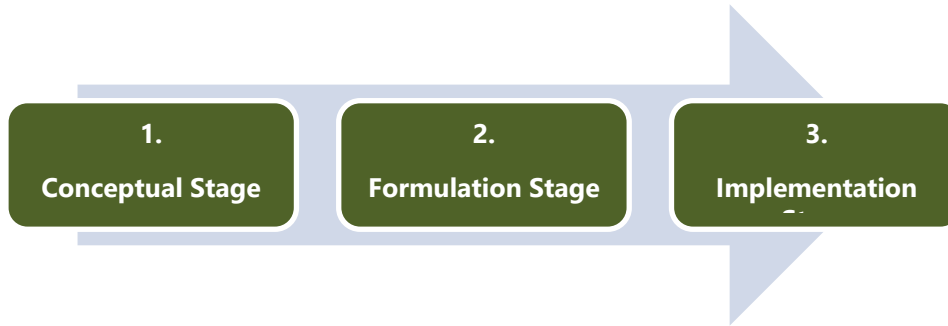 1.
Conceptual Stage
2.
Formulation Stage
3.
Implementation